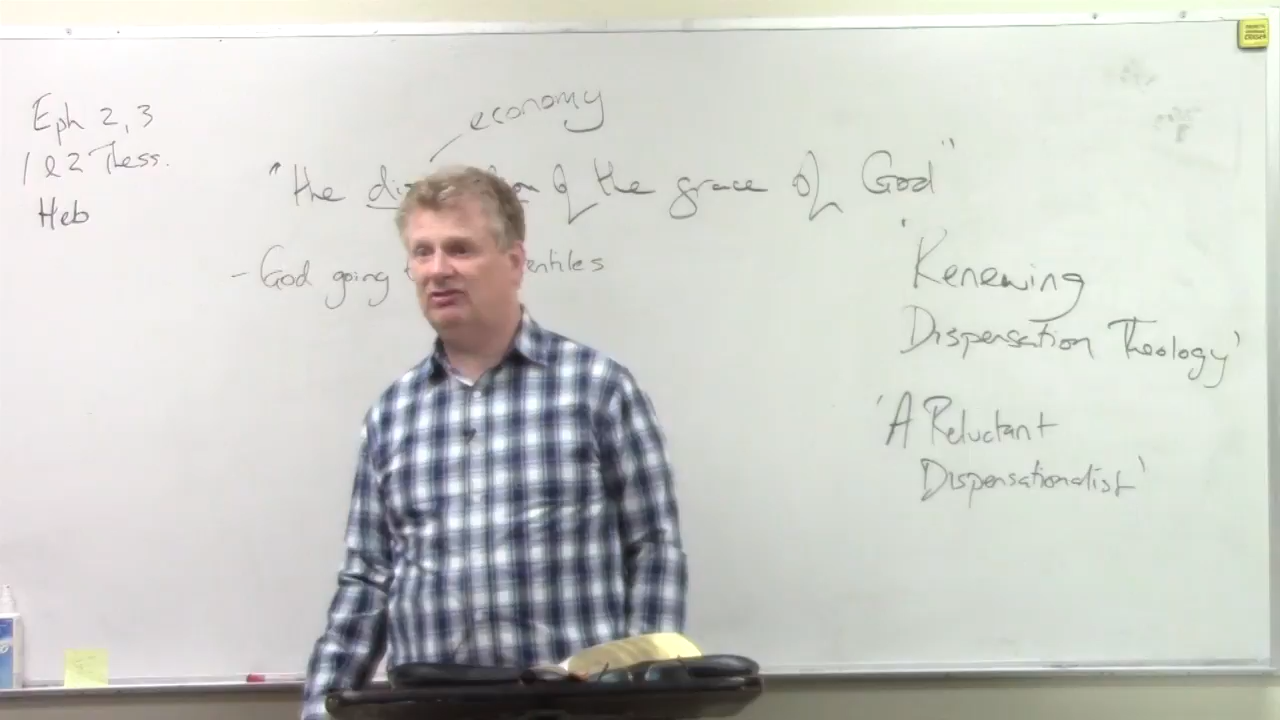 Eph 2, 3
1 & 2 Thess.
Heb
economy
"the of the grace of God"
- God going
'Renewing
Dispensation Theology'
'A Reluctant
Dispensationalist'